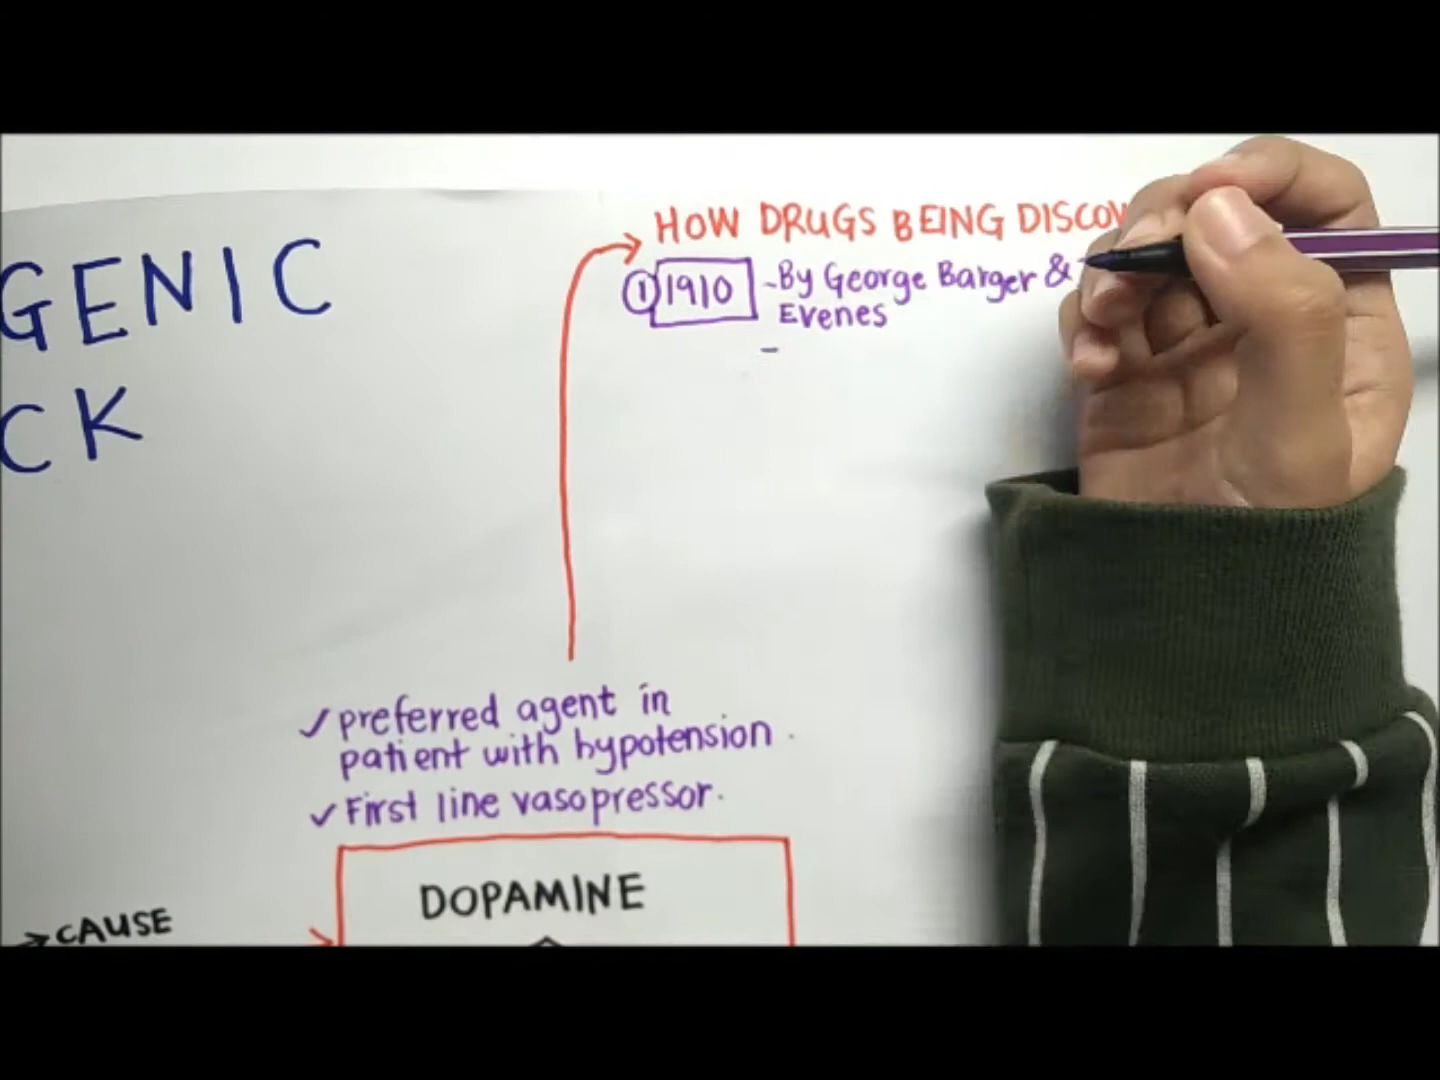 GENIC
CK
HOW DRUGS BEING DISCOV
① 1910 -By George Barger &
Evenes
-
✓ preferred agent in
patient with hypotension.
✓ First line vasopressor.
DOPAMINE
→ CAUSE